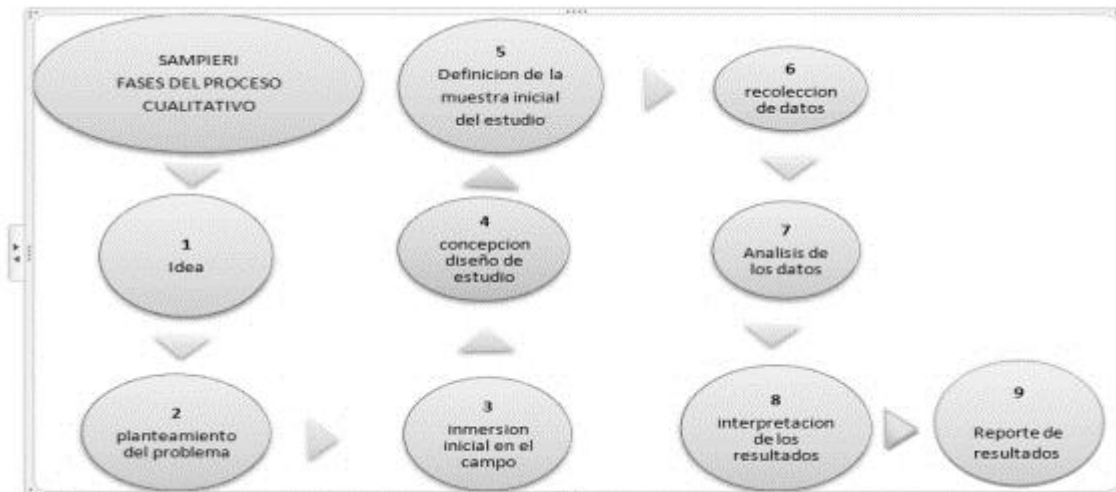 SAMPIERI
FASES DEL PROCESO
CUALITATIVO
1
Idea
2
planteamiento
del problema
3
inmersion
inicial en el
campo
4
concepcion
diseño de
estudio
5
Definicion de la
muestra inicial
del estudio
6
recoleccion
de datos
7
Analisis de
los datos
8
interpretacion
de los
resultados
9
Reporte de
resultados